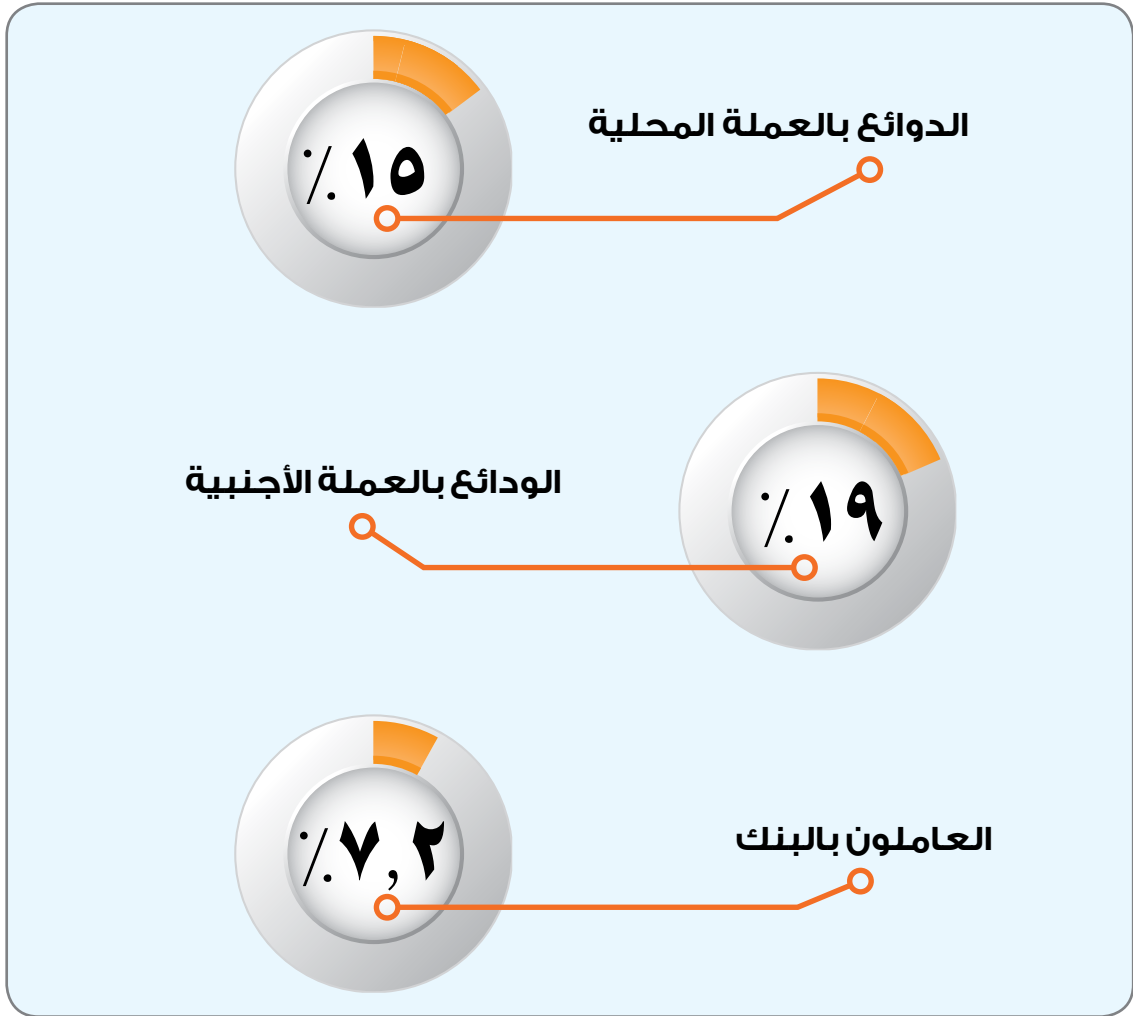 الدوائع بالعملة المحلية
١٥٪
الودائع بالعملة الأجنبية
١٩٪
العاملون بالبنك
٧,٢٪